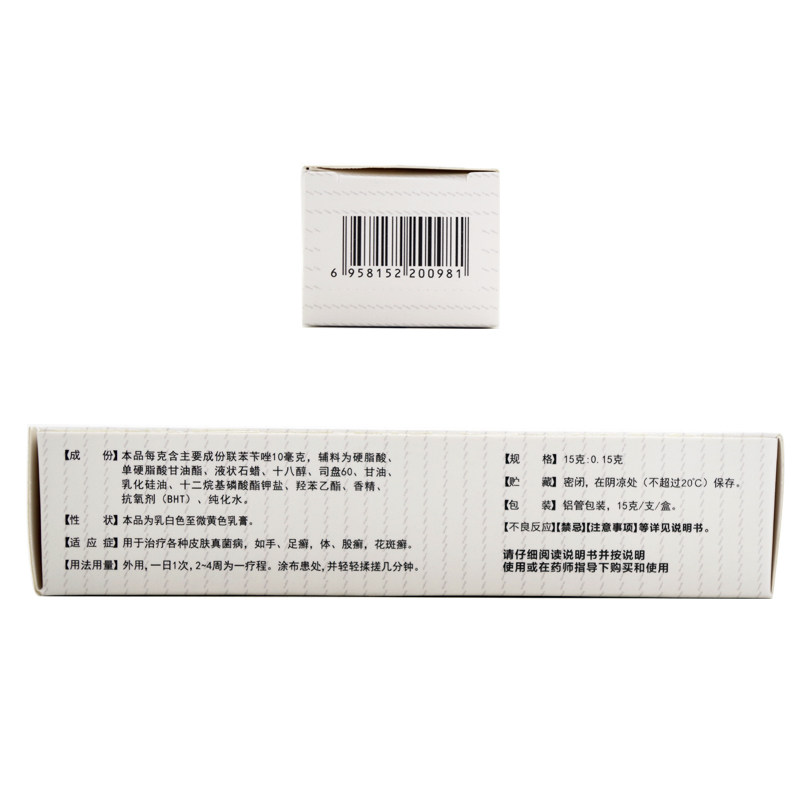 6 958152 200981
【成 份】本品每克含主要成份联苯苄唑10毫克，辅料为硬脂酸、
单硬脂酸甘油酯、液状石蜡、十八醇、司盘60、甘油、
乳化硅油、十二烷基磷酸酯钾盐、羟苯乙酯、香精、
抗氧剂（BHT）、纯化水。
【性 状】本品为乳白色至微黄色乳膏。
【适 应 症】用于治疗各种皮肤真菌病，如手、足癣，体、股癣，花斑癣。
【用法用量】外用，一日1次，2~4周为一疗程。涂布患处，并轻轻揉搓几分钟。
【规 格】15克:0.15克
【贮 藏】密闭，在阴凉处（不超过20℃）保存。
【包 装】铝管包装，15克/支/盒。
【不良反应】【禁忌】【注意事项】等详见说明书。
请仔细阅读说明书并按说明
使用或在药师指导下购买和使用